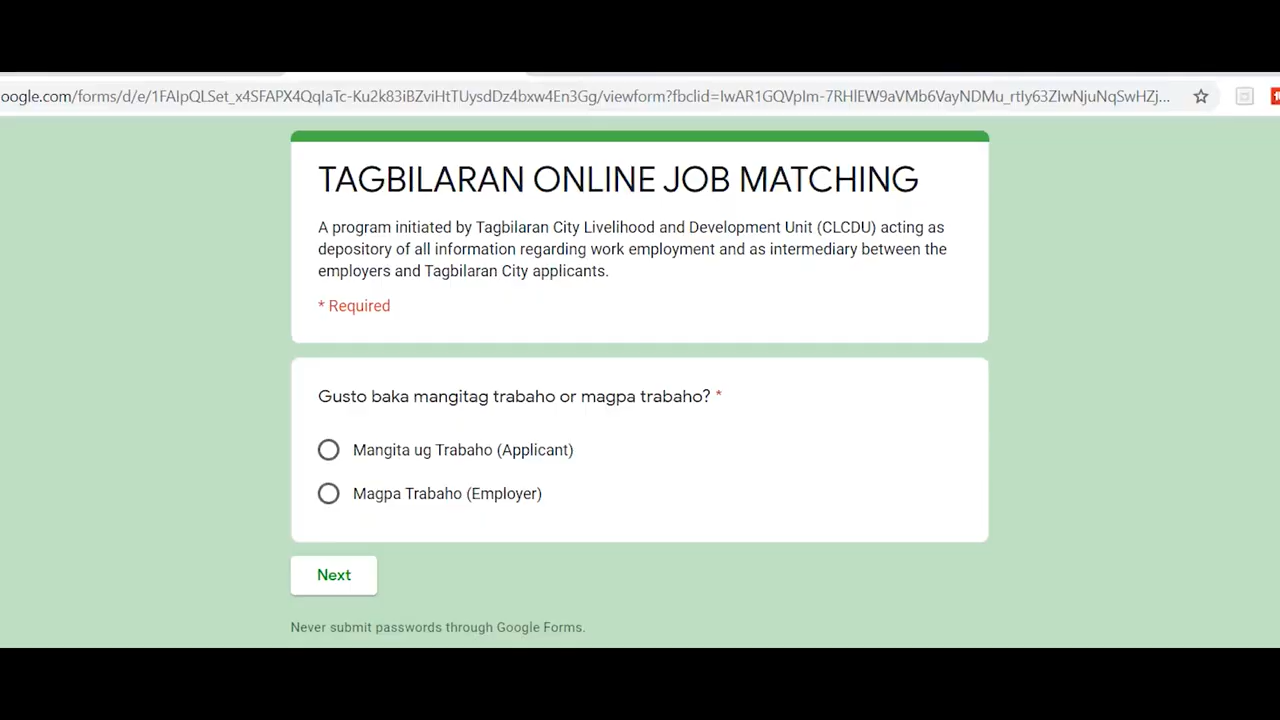 oogle.com/forms/d/e/1FAIpQLSet_x4SFAPX4QqIaTc-Ku2k83iBZviHtTUysdDz4bxw4En3Gg/viewform?fbclid=IwAR1GQVpIm-7RHlEW9aVMb6VayNDMu_rtIy63ZIwNjuNqSwHZj...
TAGBILARAN ONLINE JOB MATCHING
A program initiated by Tagbilaran City Livelihood and Development Unit (CLCDU) acting as
depository of all information regarding work employment and as intermediary between the
employers and Tagbilaran City applicants.
* Required
Gusto baka mangitag trabaho or magpa trabaho? *
Mangita ug Trabaho (Applicant)
Magpa Trabaho (Employer)
Next
Never submit passwords through Google Forms.